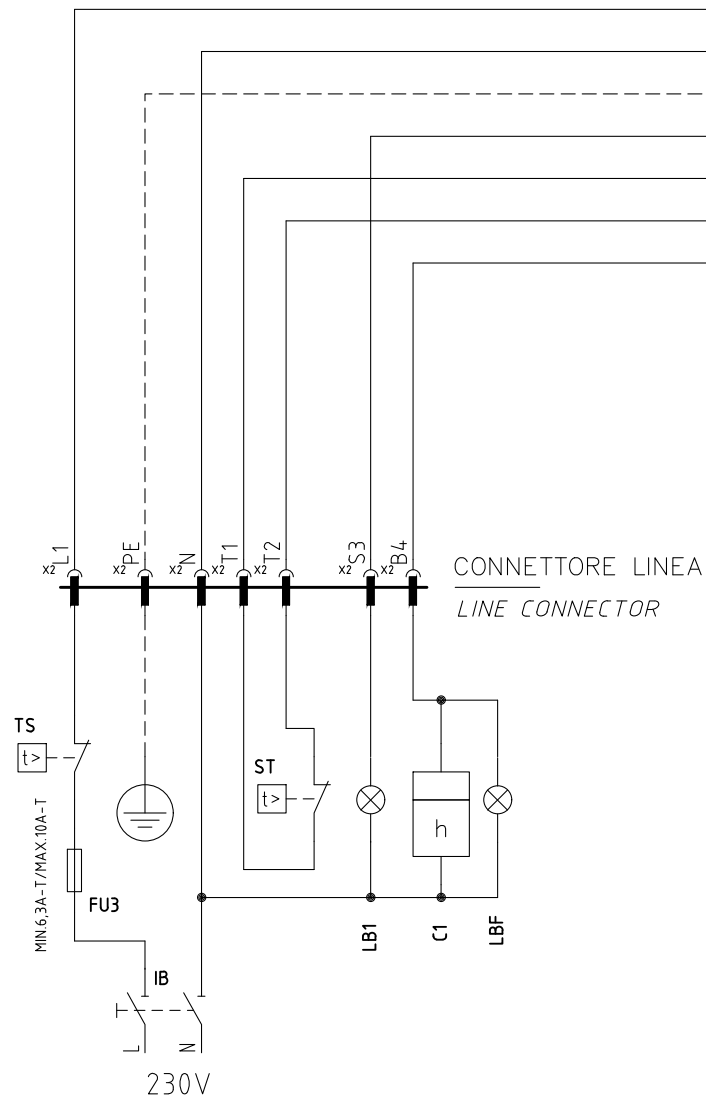 x2 L1
x2 PE
x2 N
x2 T1
x2 T2
x2 S3
x2 B4
CONNETTORE LINEA
LINE CONNECTOR
TS
t>
ST
t>
h
MIN.6,3A-T/MAX.10A-T
FU3
LB1
C1
LBF
IB
L
N
230V